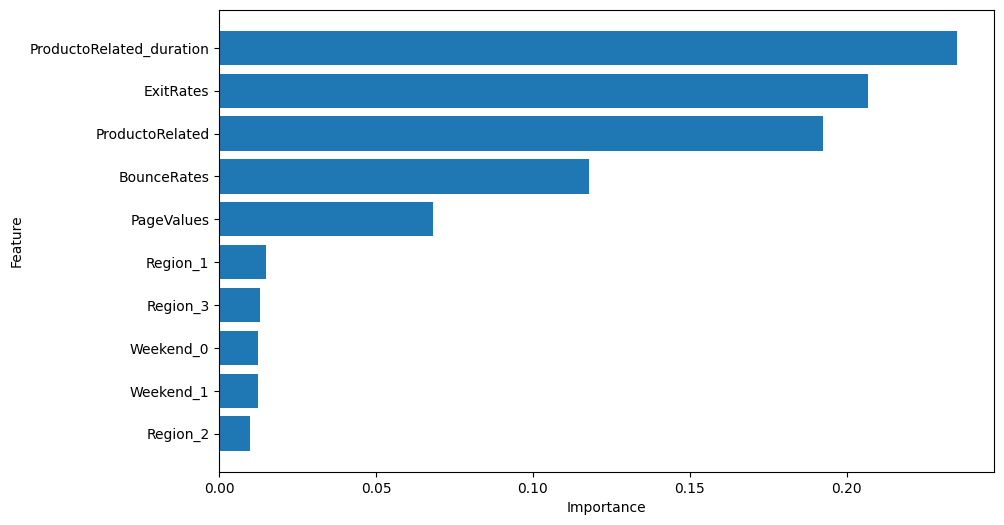 ProductoRelated_duration
ExitRates
ProductoRelated
BounceRates
PageValues
Region_1
Region_3
Weekend_0
Weekend_1
Region_2
Feature
0.00 0.05 0.10 0.15 0.20
Importance